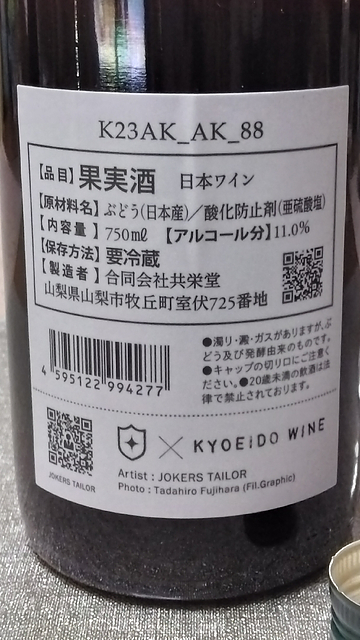 K23AK_AK_88
【品目】果実酒 日本ワイン
【原材料名】ぶどう(日本産)／酸化防止剤(亜硫酸塩)
【内容量】750㎖ 【アルコール分】11.0%
【保存方法】要冷蔵
【製造者】合同会社共栄堂
山梨県山梨市牧丘町室伏725番地
●濁り・澱・ガスがありますが、ぶ
どう及び発酵由来のものです。
●キャップの切り口にご注意く
ださい。●20歳未満の飲酒は法
律で禁止されております。
4 595122 994277
JOKERS TAILOR
KYOEIDO WINE
Artist : JOKERS TAILOR
Photo : Tadahiro Fujihara (Fil.Graphic)